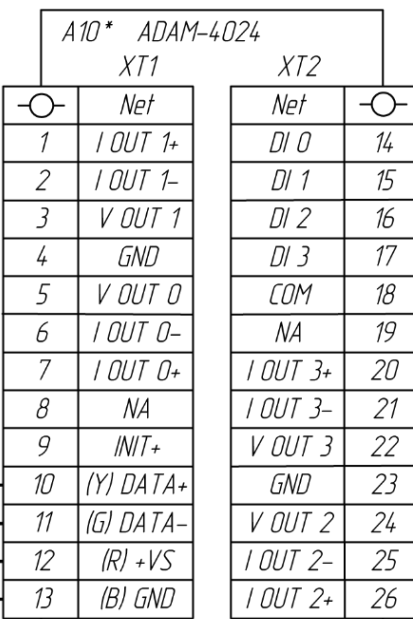 A10* ADAM-4024
XT1 XT2
Net Net
1 I OUT 1+ DI 0 14
2 I OUT 1- DI 1 15
3 V OUT 1 DI 2 16
4 GND DI 3 17
5 V OUT 0 COM 18
6 I OUT 0- NA 19
7 I OUT 0+ I OUT 3+ 20
8 NA I OUT 3- 21
9 INIT+ V OUT 3 22
10 (Y) DATA+ GND 23
11 (G) DATA- V OUT 2 24
12 (R) +VS I OUT 2- 25
13 (B) GND I OUT 2+ 26